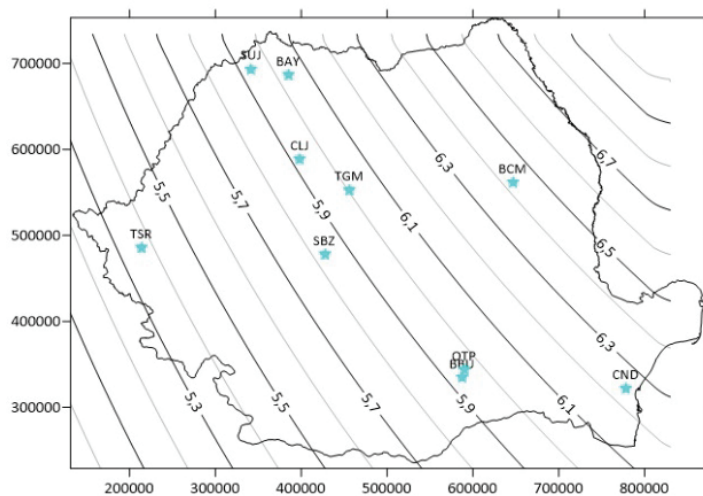 SUJ
BAY
700000
6,7
600000
CLJ
6,3
BCM
TGM
5,5
5,7
5,9
6,1
500000
TSR
SBZ
6,5
400000
6,3
OTP
BBU
CND
300000
5,3
5,5
5,7
5,9
6,1
200000 300000 400000 500000 600000 700000 800000